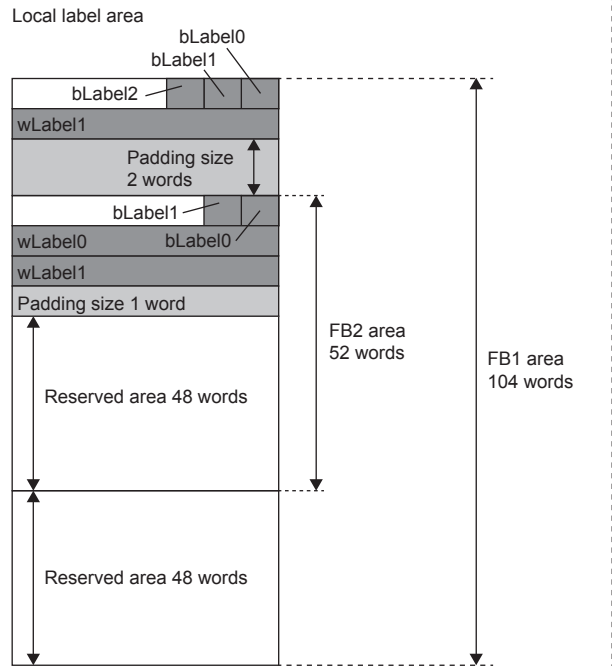 Local label area
bLabel0
bLabel1
bLabel2
wLabel1
Padding size
2 words
bLabel1
wLabel0
bLabel0
wLabel1
Padding size 1 word
FB2 area
52 words
FB1 area
104 words
Reserved area 48 words
Reserved area 48 words